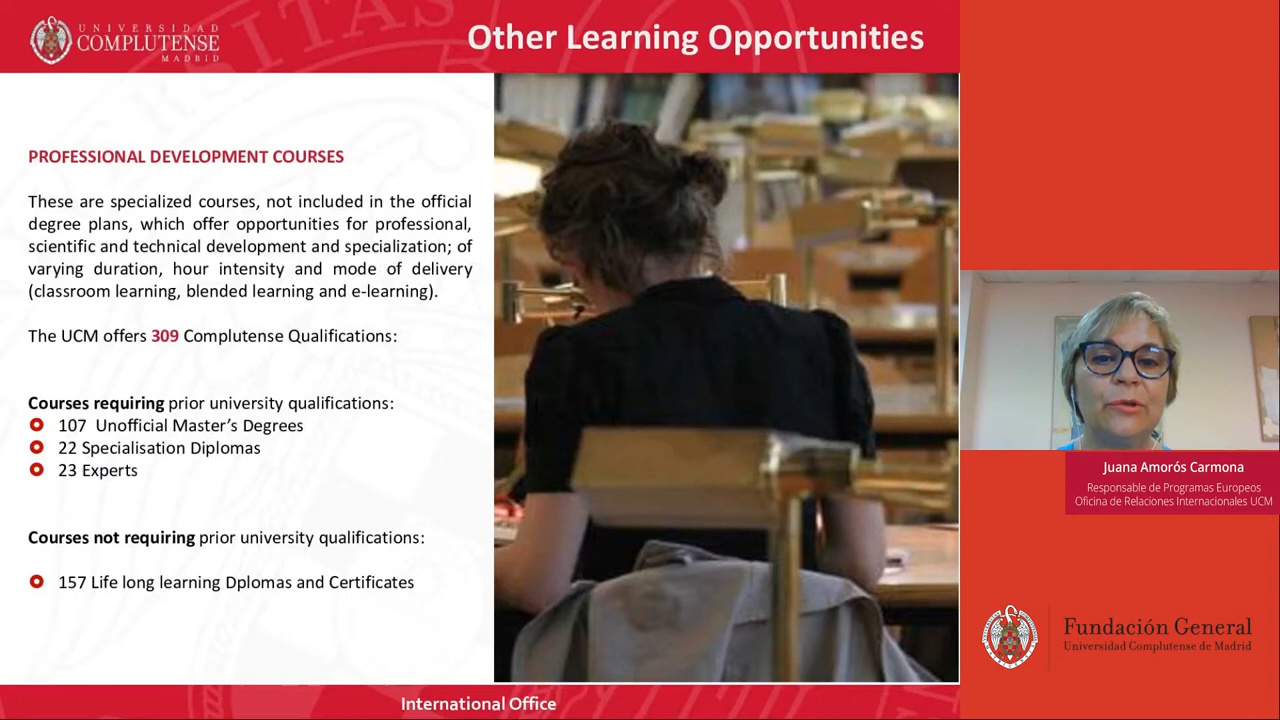 UNIVERSIDAD
COMPLUTENSE
MADRID
Other Learning Opportunities
PROFESSIONAL DEVELOPMENT COURSES
These are specialized courses, not included in the official
degree plans, which offer opportunities for professional,
scientific and technical development and specialization; of
varying duration, hour intensity and mode of delivery
(classroom learning, blended learning and e-learning).
The UCM offers 309 Complutense Qualifications:
Courses requiring prior university qualifications:
107 Unofficial Master's Degrees
22 Specialisation Diplomas
23 Experts
Courses not requiring prior university qualifications:
157 Life long learning Dplomas and Certificates
International Office
Juana Amorós Carmona
Responsable de Programas Europeos
Oficina de Relaciones Internacionales UCM
Fundación General
Universidad Complutense de Madrid